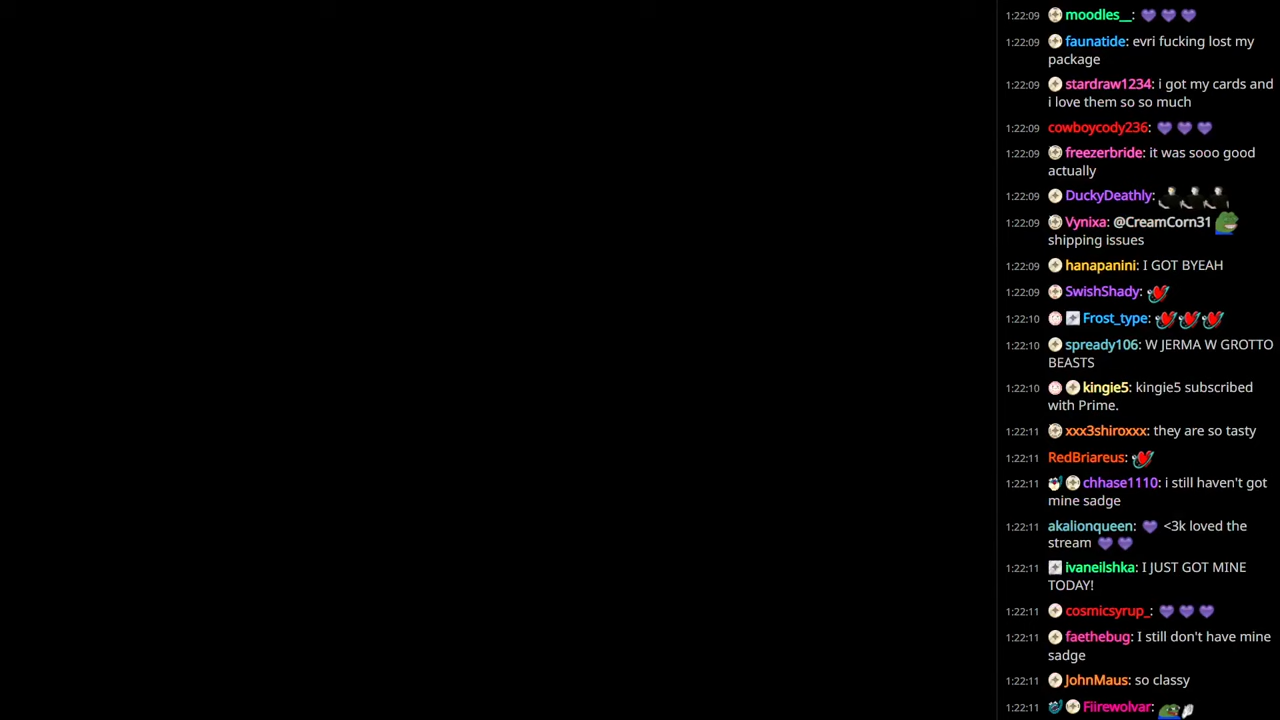 1:22:09 moodles__:
1:22:09 faunatide: evri fucking lost my
package
1:22:09 stardraw1234: i got my cards and
i love them so so much
1:22:09 cowboycody236:
1:22:09 freezerbride: it was sooo good
actually
1:22:09 DuckyDeathly:
1:22:09 Vynixa: @CreamCorn31
shipping issues
1:22:09 hanapanini: I GOT BYEAH
1:22:09 SwishShady:
1:22:10 Frost_type:
1:22:10 spready106: W JERMA W GROTTO
BEASTS
1:22:10 kingie5: kingie5 subscribed
with Prime.
1:22:11 xxx3shiroxxx: they are so tasty
1:22:11 RedBriareus:
1:22:11 chhase1110: i still haven't got
mine sadge
1:22:11 akalionqueen: <3k loved the
stream
1:22:11 ivaneilshka: I JUST GOT MINE
TODAY!
1:22:11 cosmicsyrup_:
1:22:11 faethebug: I still don't have mine
sadge
1:22:11 JohnMaus: so classy
1:22:11 Fiirewolvar: